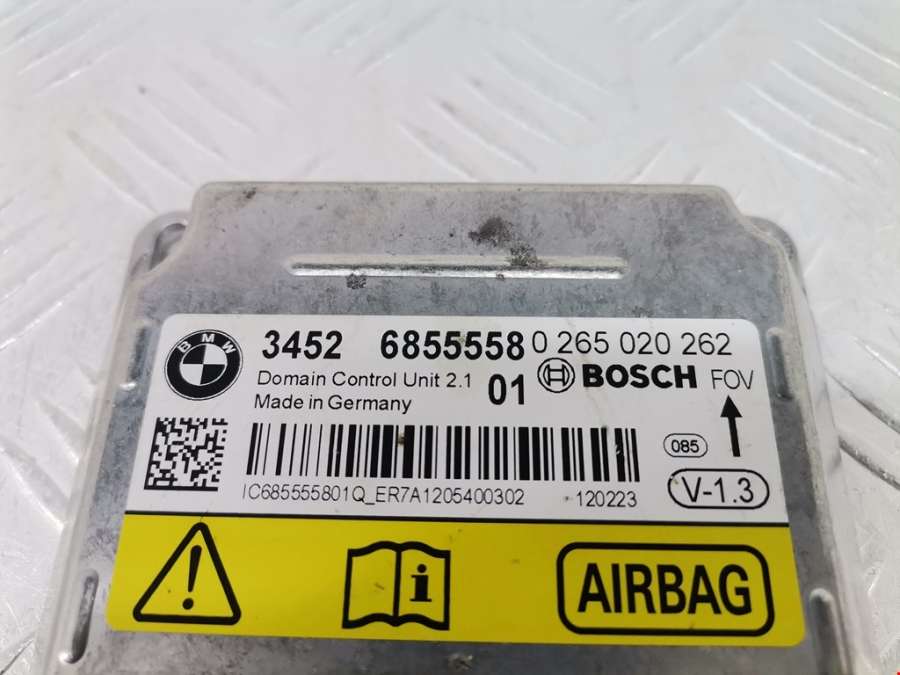 BMW
3452 6855558 0 265 020 262
Domain Control Unit 2.1 01 BOSCH FOV
Made in Germany
085
IC685555801Q_ER7A1205400302 120223 V-1.3
AIRBAG